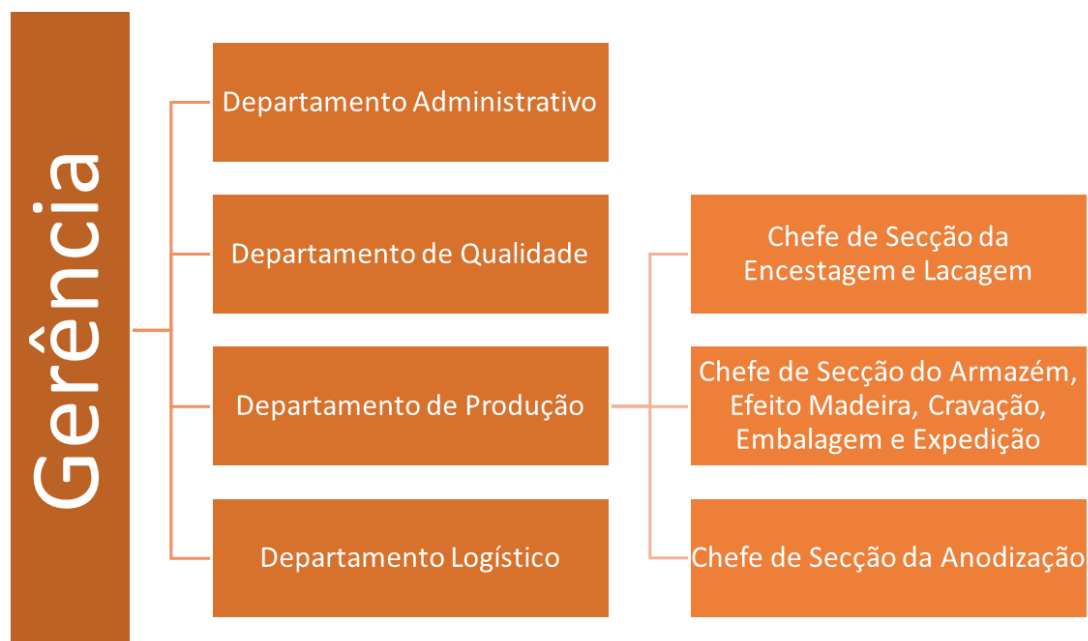 Gerência
Departamento Administrativo
Departamento de Qualidade
Departamento de Produção
Departamento Logístico
Chefe de Secção da
Encestagem e Lacagem
Chefe de Secção do Armazém,
Efeito Madeira, Cravação,
Embalagem e Expedição
Chefe de Secção da Anodização